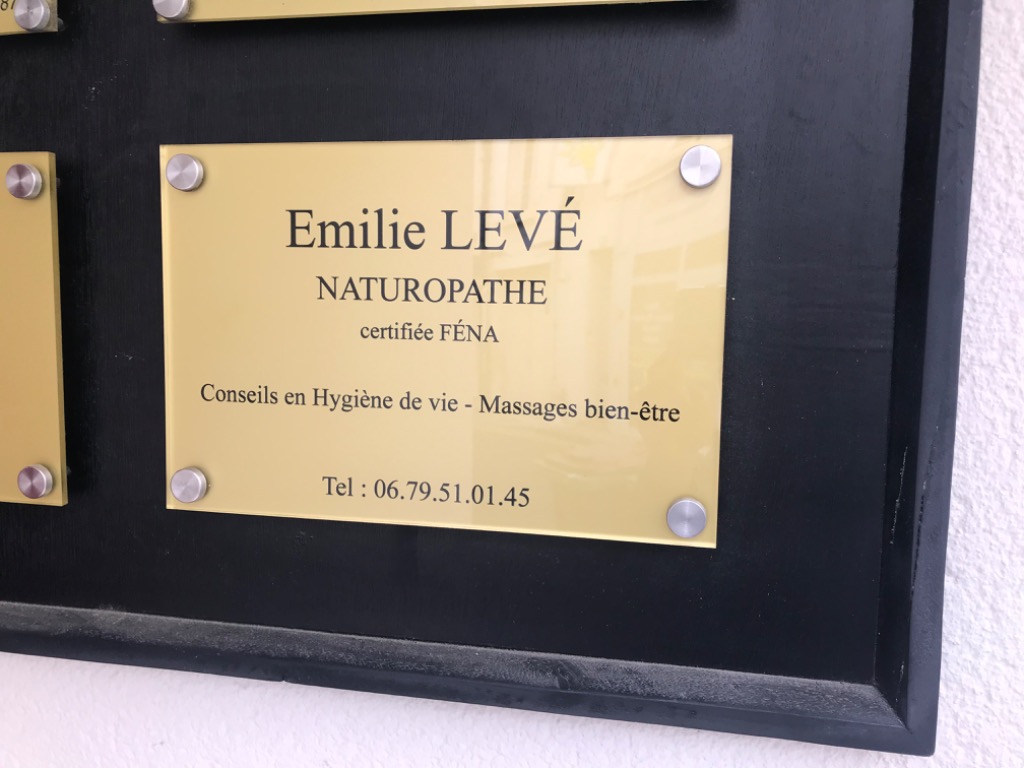 87
Emilie LEVÉ
NATUROPATHE
certifiée FÉNA
Conseils en Hygiène de vie - Massages bien-être
Tel : 06.79.51.01.45